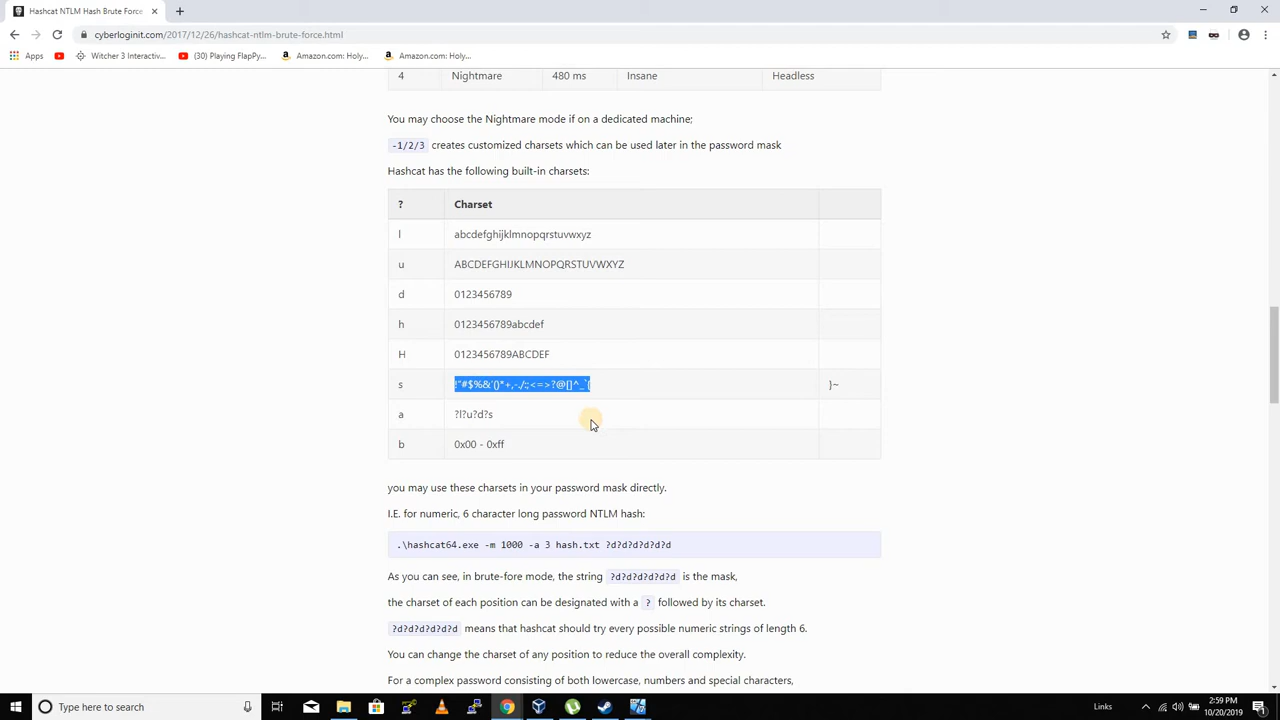 Hashcat NTLM Hash Brute Force
cyberloginit.com/2017/12/26/hashcat-ntlm-brute-force.html
Apps Witcher 3 Interactiv... (30) Playing FlapPy... Amazon.com: Holy... Amazon.com: Holy...
4 Nightmare 480 ms Insane Headless
You may choose the Nightmare mode if on a dedicated machine;
-1/2/3 creates customized charsets which can be used later in the password mask
Hashcat has the following built-in charsets:
? Charset
l abcdefghijklmnopqrstuvwxyz
u ABCDEFGHIJKLMNOPQRSTUVWXYZ
d 0123456789
h 0123456789abcdef
H 0123456789ABCDEF
s !"#$%&'()*+,-./:;<=>?@[]^_`{ }~
a ?l?u?d?s
b 0x00 - 0xff
you may use these charsets in your password mask directly.
I.E. for numeric, 6 character long password NTLM hash:
.\hashcat64.exe -m 1000 -a 3 hash.txt ?d?d?d?d?d?d
As you can see, in brute-fore mode, the string ?d?d?d?d?d?d is the mask,
the charset of each position can be designated with a ? followed by its charset.
?d?d?d?d?d?d means that hashcat should try every possible numeric strings of length 6.
You can change the charset of any position to reduce the overall complexity.
For a complex password consisting of both lowercase, numbers and special characters,
Type here to search
Links
2:59 PM
10/20/2019